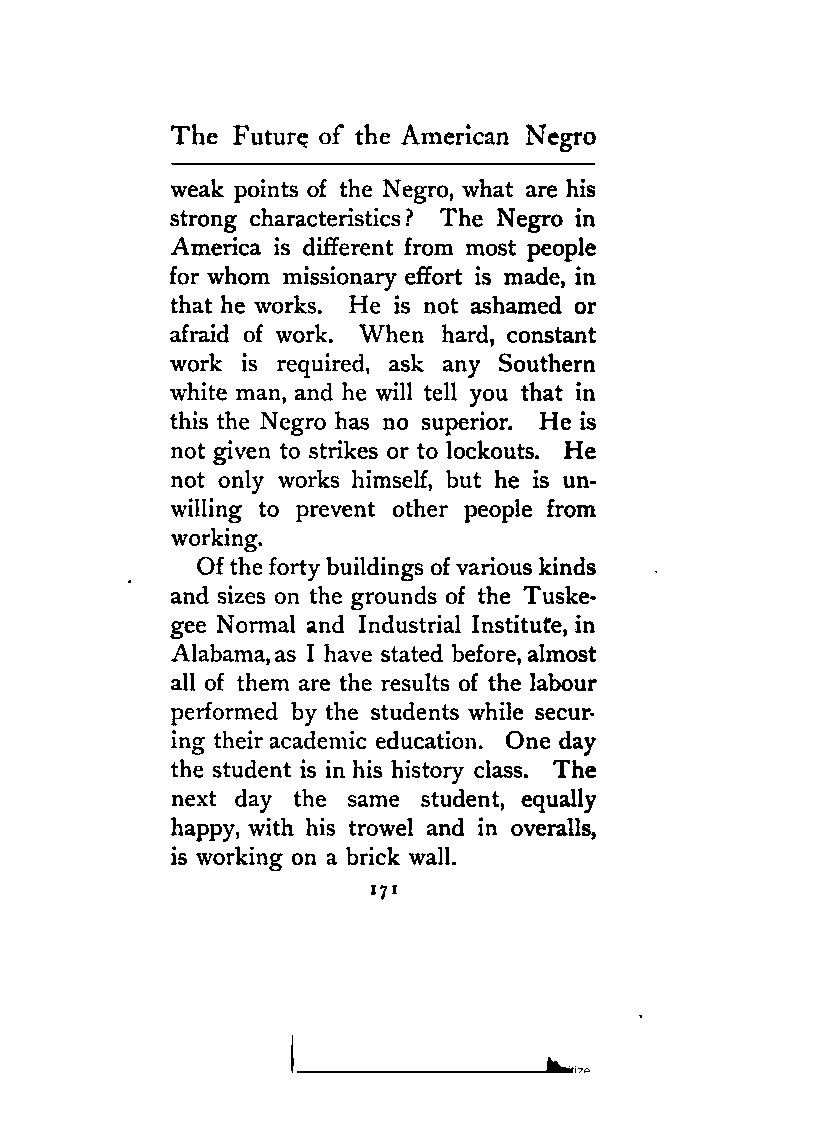 The Future of the American Negro
weak points of the Negro, what are his
strong characteristics? The Negro in
America is different from most people
for whom missionary effort is made, in
that he works. He is not ashamed or
afraid of work. When hard, constant
work is required, ask any Southern
white man, and he will tell you that in
this the Negro has no superior. He is
not given to strikes or to lockouts. He
not only works himself, but he is un-
willing to prevent other people from
working.
Of the forty buildings of various kinds
and sizes on the grounds of the Tuske-
gee Normal and Industrial Institute, in
Alabama, as I have stated before, almost
all of them are the results of the labour
performed by the students while secur-
ing their academic education. One day
the student is in his history class. The
next day the same student, equally
happy, with his trowel and in overalls,
is working on a brick wall.
171